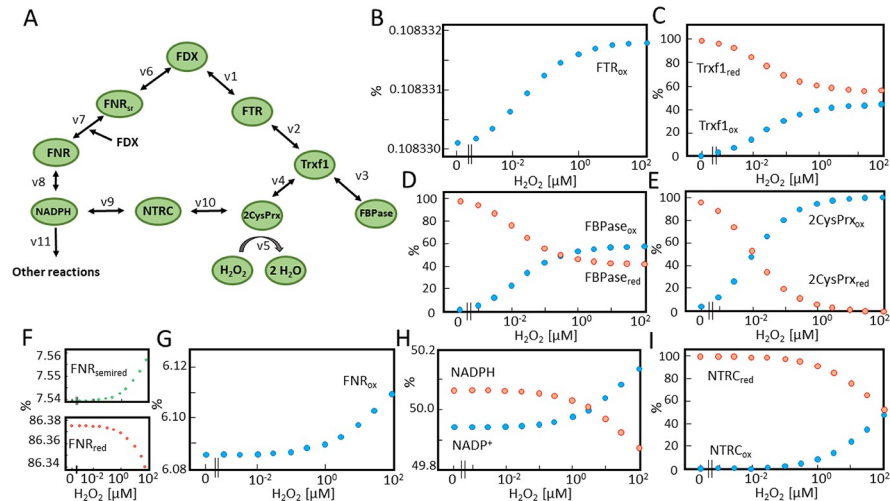 A
FDX
v6
v1
FNRsr
FTR
v7
FDX
v2
FNR
Trxf1
v8
v4
v3
NADPH
v9
NTRC
v10
2CysPrx
FBPase
v11
v5
Other reactions
H2O2
2 H2O
B
0.108332
0.108331
0.108330
%
FTRox
0
10-2
100
102
H2O2 [µM]
C
100
80
60
40
20
0
%
Trxf1red
Trxf1ox
0
10-2
100
102
H2O2 [µM]
D
100
80
60
40
20
0
%
FBPaseox
FBPasered
0
10-2
100
102
H2O2 [µM]
E
100
80
60
40
20
0
%
2CysPrxox
2CysPrxred
0
10-2
100
102
H2O2 [µM]
F
7.56
7.54
FNRsemired
%
86.38
86.36
86.34
FNRred
0
100
102
H2O2 [µM]
G
6.12
6.10
6.08
%
FNRox
0
10-2
100
102
H2O2 [µM]
H
50.2
50.0
49.8
%
NADPH
NADP+
0
10-2
100
102
H2O2 [µM]
I
100
80
60
40
20
0
%
NTRCred
NTRCox
0
10-2
100
102
H2O2 [µM]